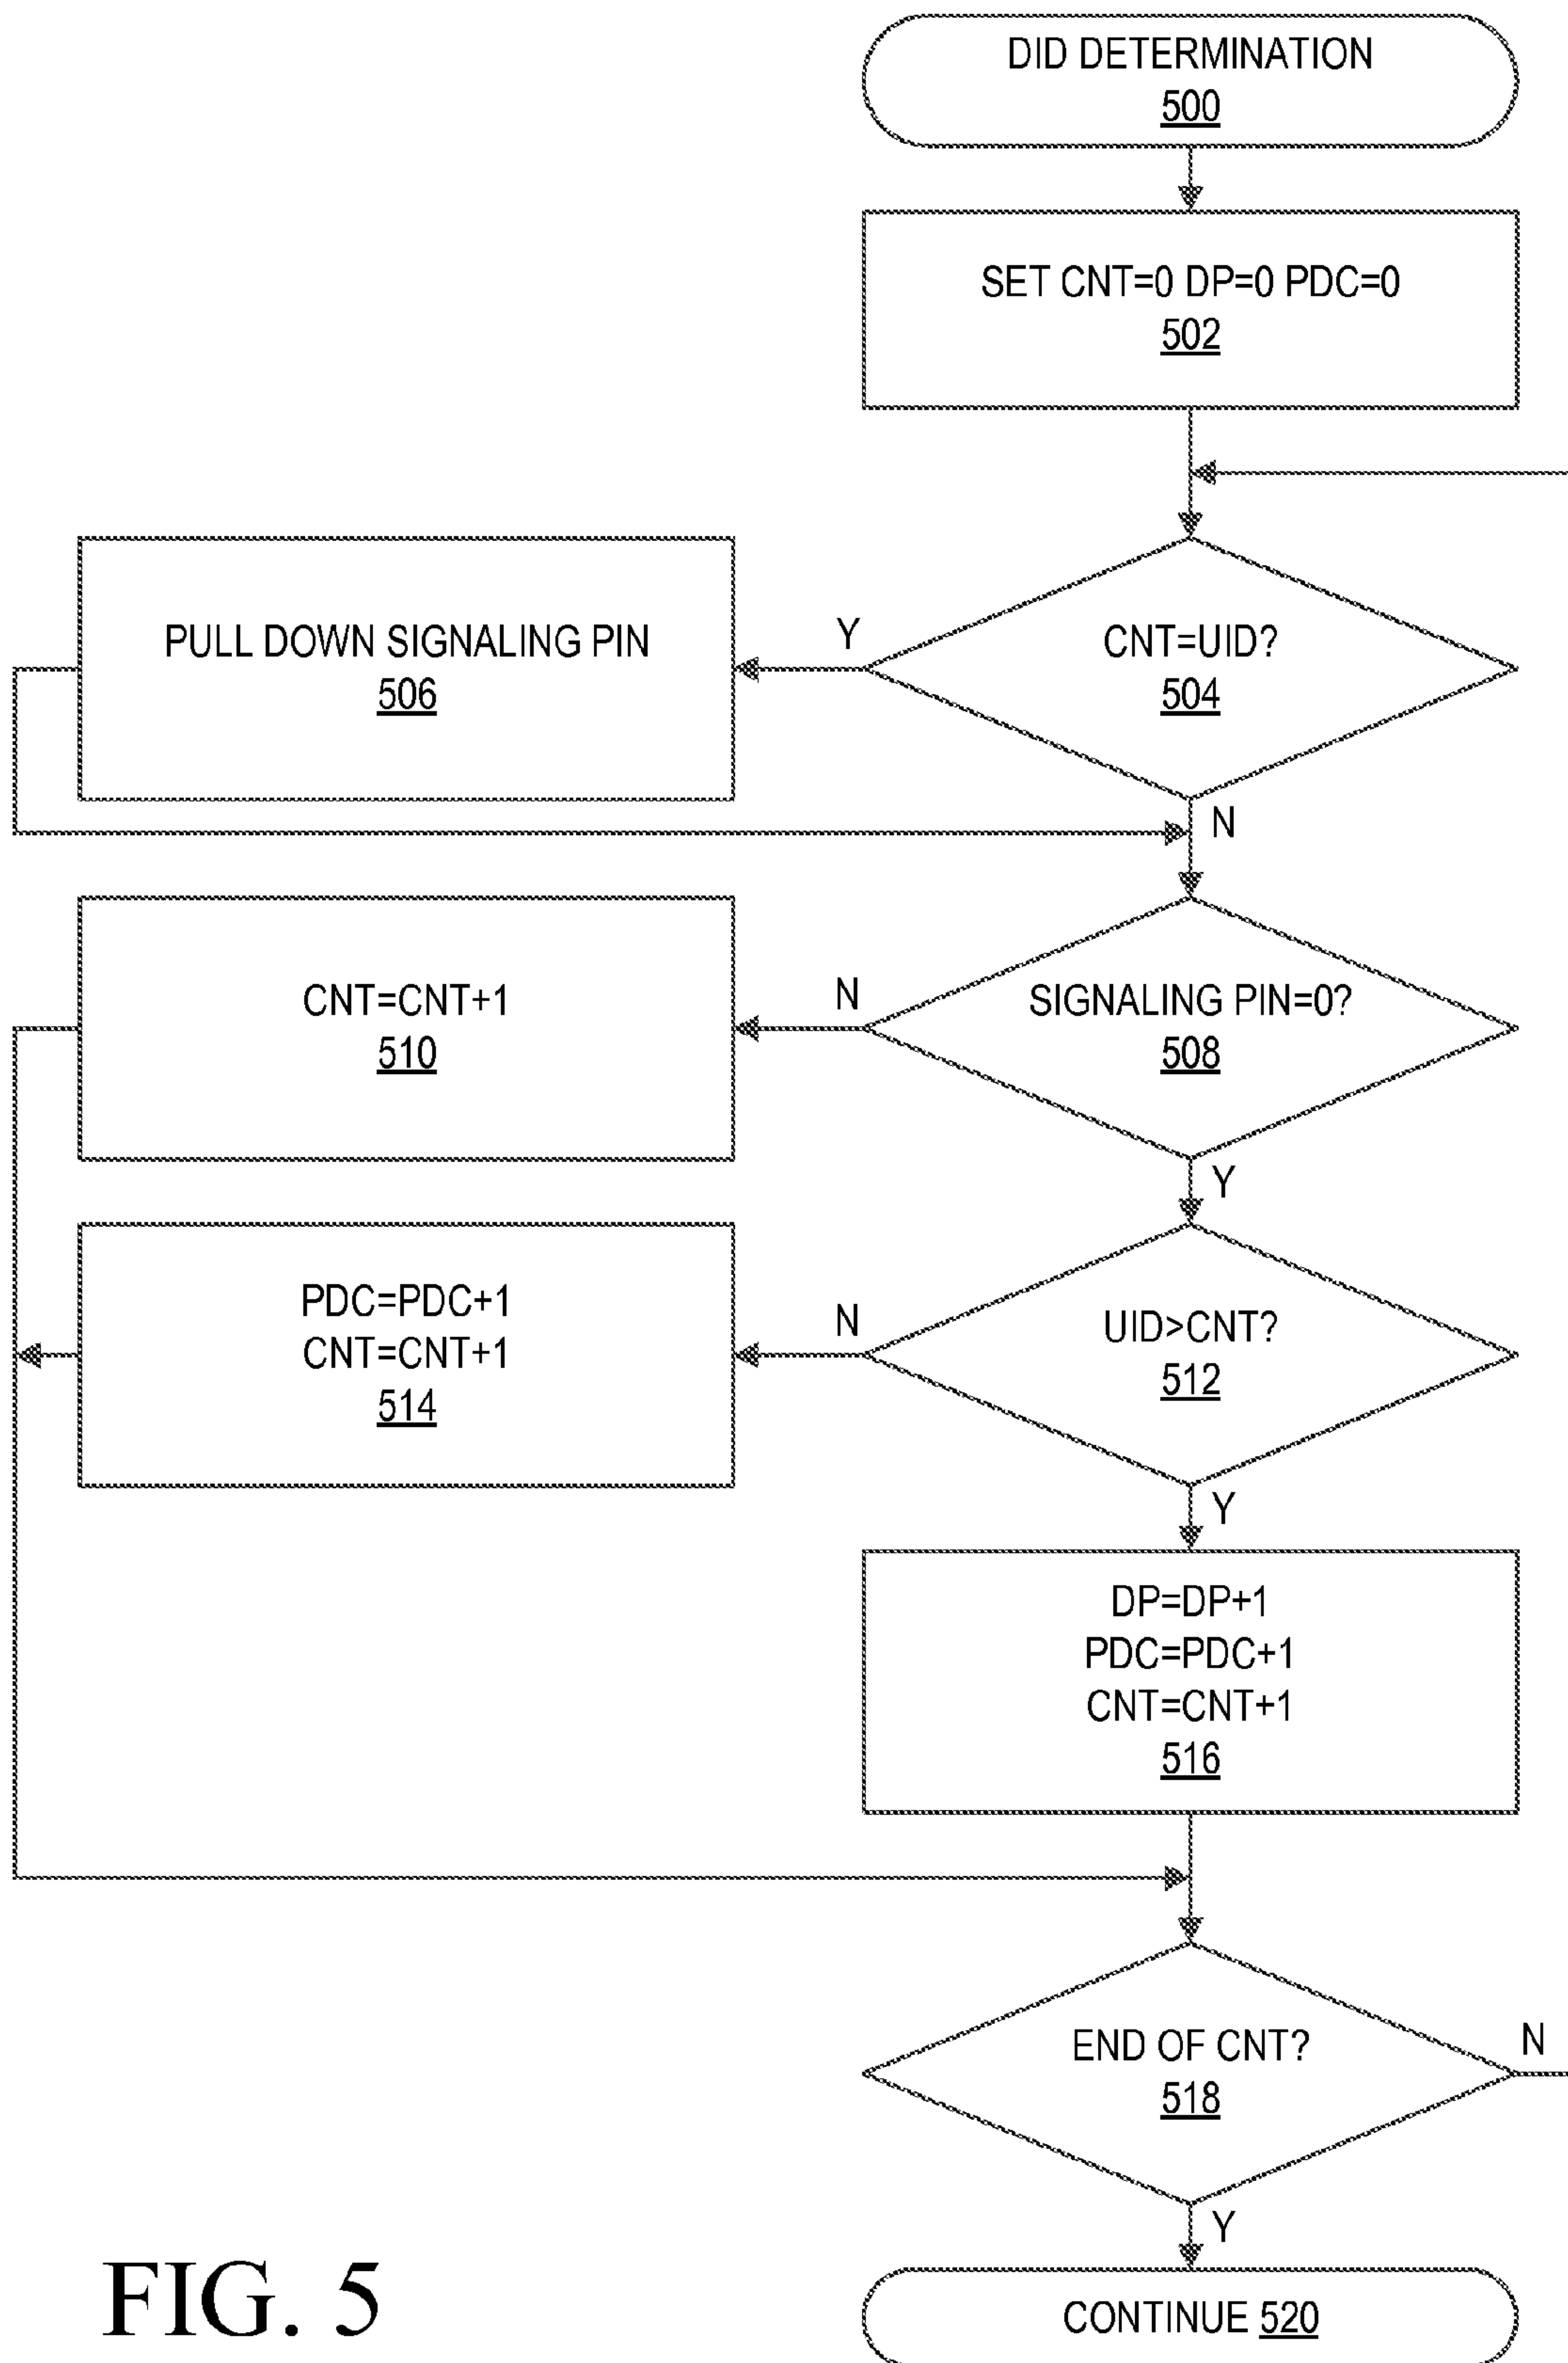 DID DETERMINATION
500
SET CNT=0 DP=0 PDC=0
502
PULL DOWN SIGNALING PIN
506
Y
CNT=UID?
504
N
CNT=CNT+1
510
N
SIGNALING PIN=0?
508
Y
PDC=PDC+1
CNT=CNT+1
514
N
UID>CNT?
512
Y
DP=DP+1
PDC=PDC+1
CNT=CNT+1
516
END OF CNT?
518
N
Y
CONTINUE 520
FIG. 5